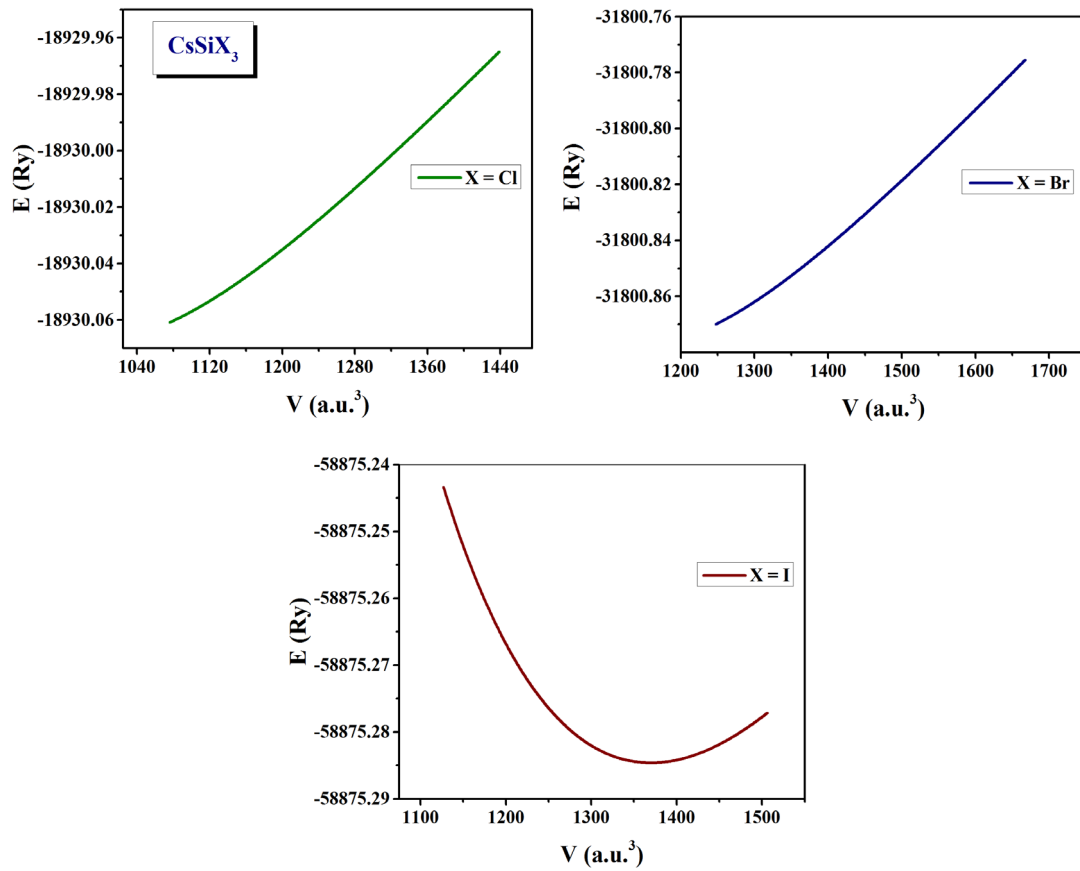 CsSiX₃
-18929.96
-18929.98
-18930.00
-18930.02
-18930.04
-18930.06
E (Ry)
X = Cl
1040 1120 1200 1280 1360 1440
V (a.u.³)
-31800.76
-31800.78
-31800.80
-31800.82
-31800.84
-31800.86
E (Ry)
X = Br
1200 1300 1400 1500 1600 1700
V (a.u.³)
-58875.24
-58875.25
-58875.26
-58875.27
-58875.28
-58875.29
E (Ry)
X = I
1100 1200 1300 1400 1500
V (a.u.³)